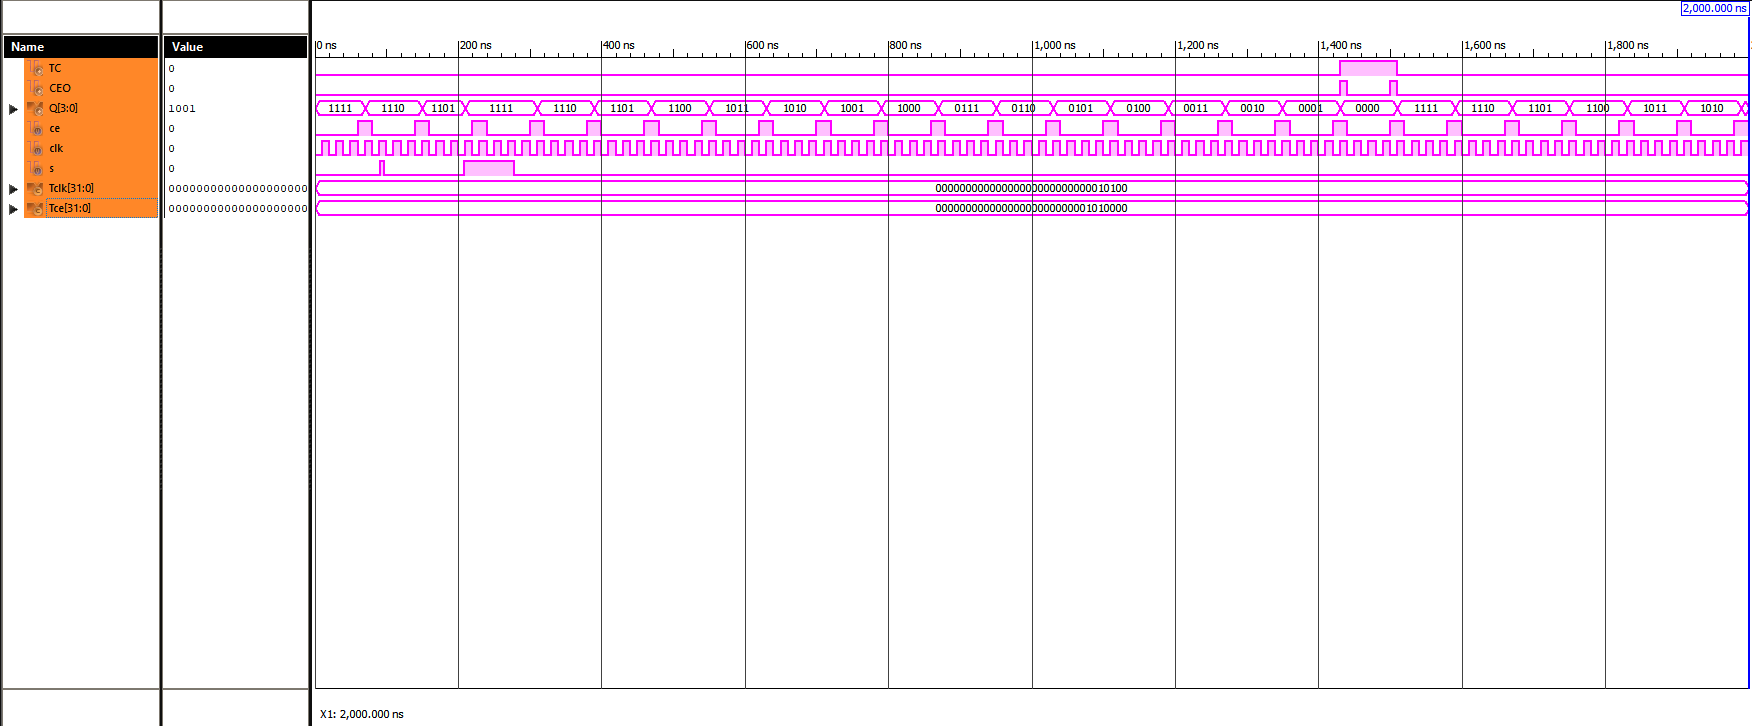 2,000.000 ns
Name Value 0 ns 200 ns 400 ns 600 ns 800 ns 1,000 ns 1,200 ns 1,400 ns 1,600 ns 1,800 ns
TC 0
CEO 0
Q[3:0] 1001 1111 1110 1101 1111 1110 1101 1100 1011 1010 1001 1000 0111 0110 0101 0100 0011 0010 0001 0000 1111 1110 1101 1100 1011 1010
ce 0
clk 0
s 0
Tclk[31:0] 00000000000000000000 00000000000000000000000000010100
Tce[31:0] 00000000000000000000 00000000000000000000000001010000
X1: 2,000.000 ns